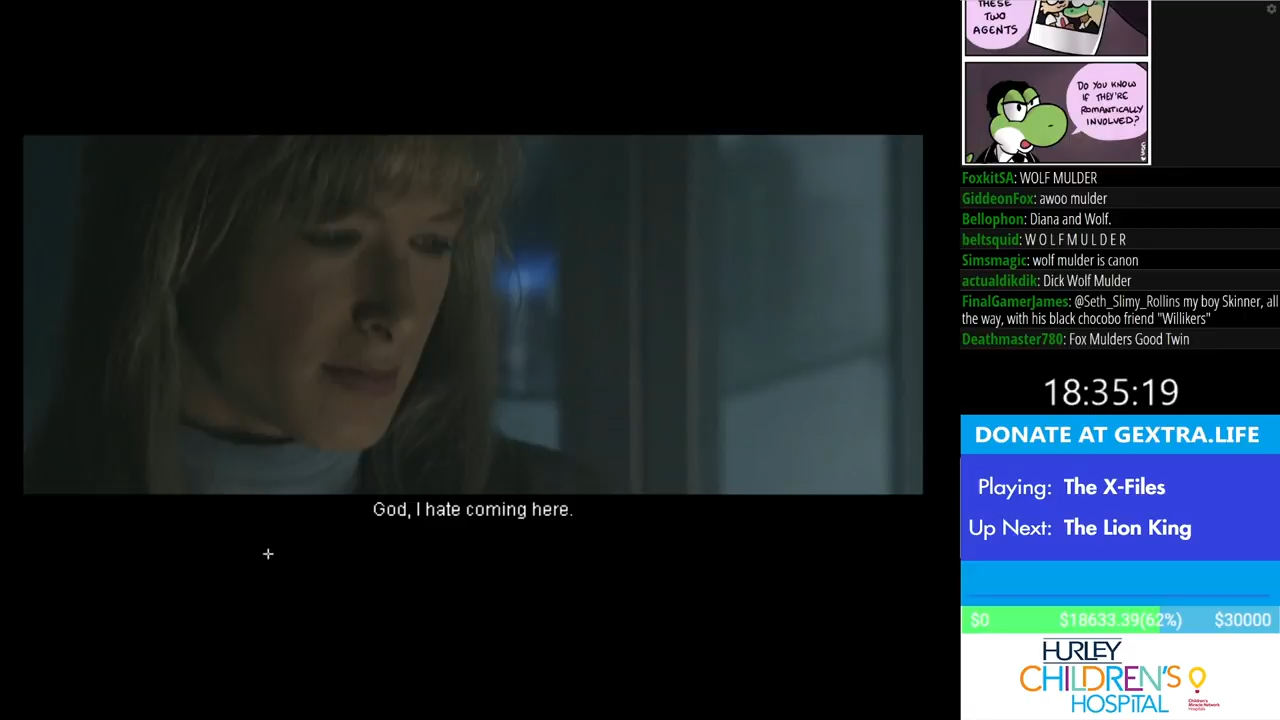 THESE
TWO
AGENTS
DO YOU KNOW
IF THEY'RE
ROMANTICALLY
INVOLVED?
FoxkitSA: WOLF MULDER
GiddeonFox: awoo mulder
Bellophon: Diana and Wolf.
beltsquid: W O L F M U L D E R
Simsmagic: wolf mulder is canon
actualdikdik: Dick Wolf Mulder
FinalGamerJames: @Seth_Slimy_Rollins my boy Skinner, all
the way, with his black chocobo friend "Willikers"
Deathmaster780: Fox Mulders Good Twin
18:35:19
DONATE AT GEXTRA.LIFE
Playing: The X-Files
Up Next: The Lion King
$0 $18633.39(62%) $30000
HURLEY
CHILDREN'S
HOSPITAL
Children's
Miracle Network
Hospitals
God, I hate coming here.